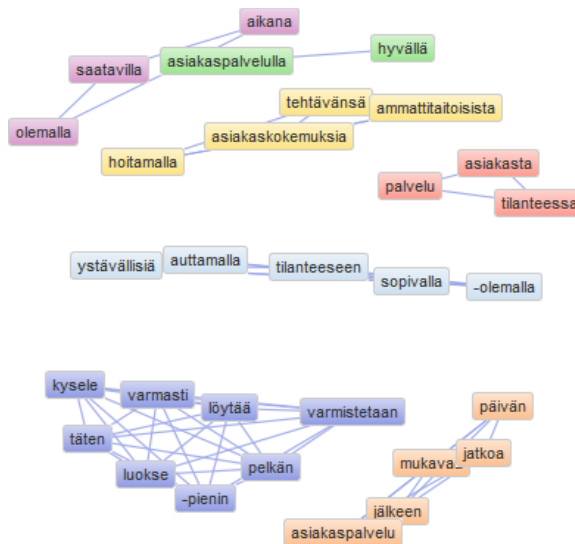 aikana
hyvällä
asiakaspalvelulla
saatavilla
olemalla
tehtävänsä
ammattitaitoisista
asiakaskokemuksia
hoitamalla
asiakasta
palvelu
tilanteessa
ystävällisiä
auttamalla
tilanteeseen
sopivalla
-olemalla
kysele
varmasti
löytää
varmistetaan
täten
luokse
pelkän
-pienin
päivän
jatkoa
jälkeen
asiakaspalvelu